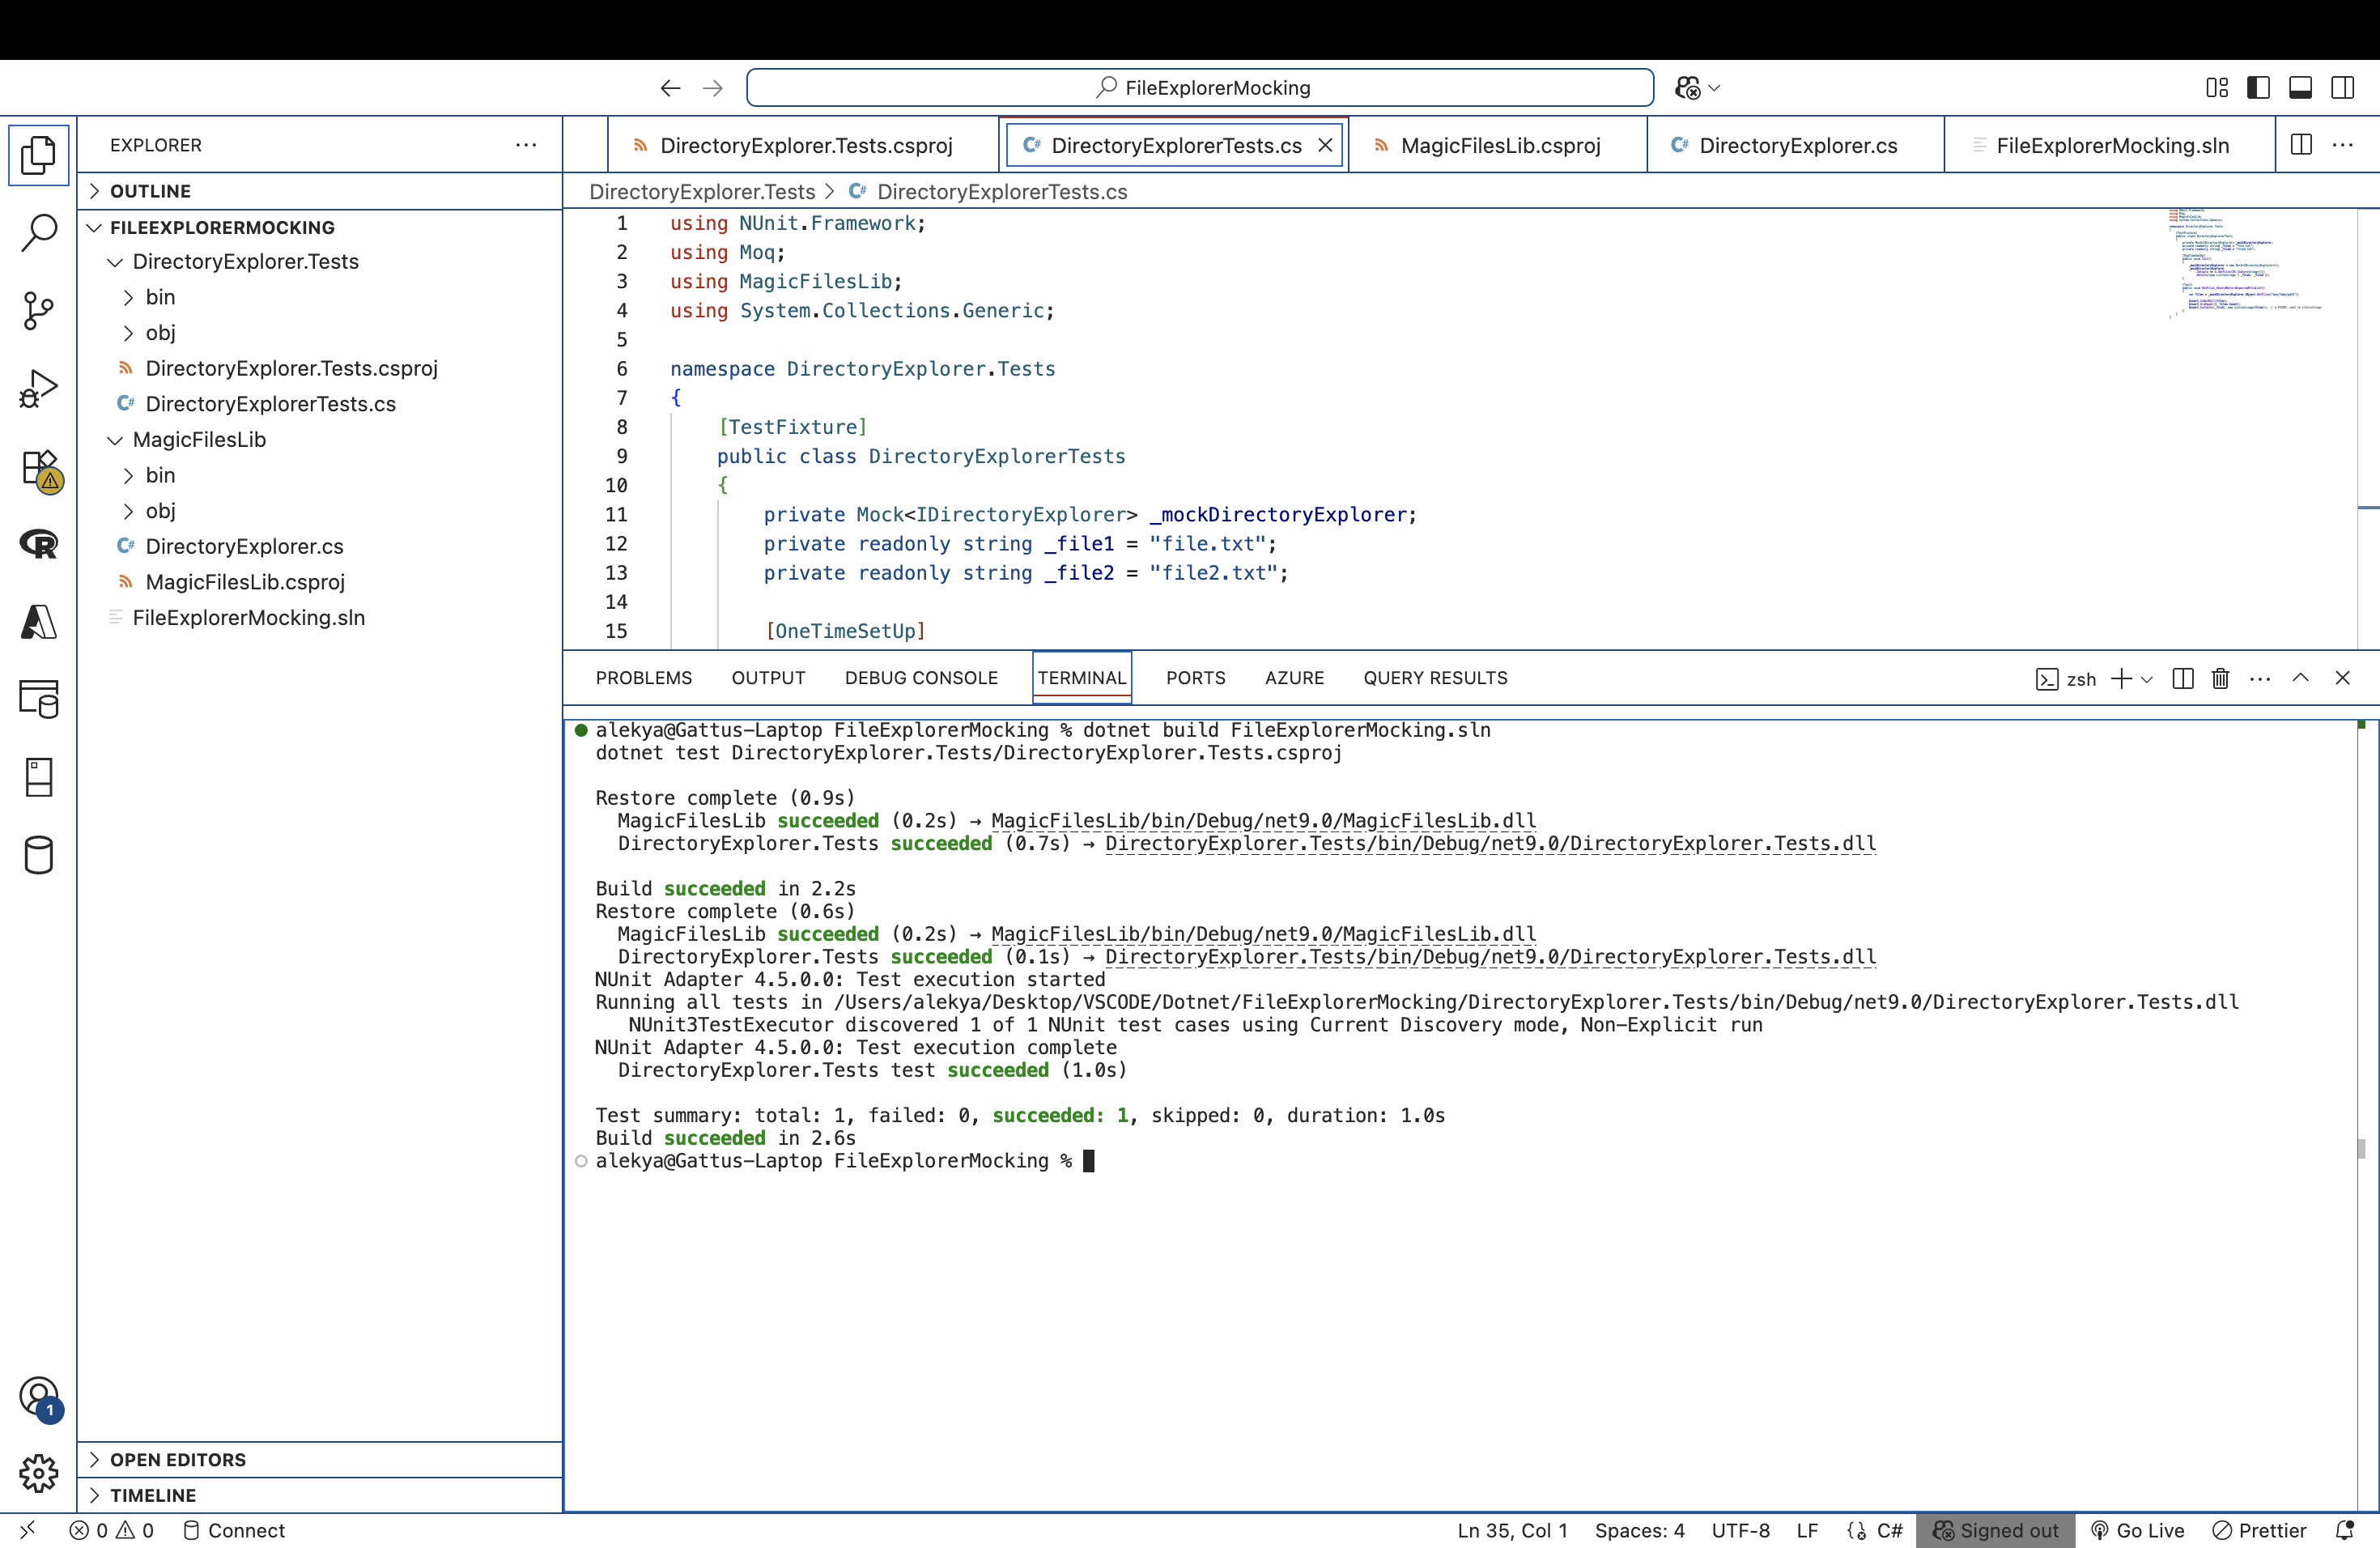 FileExplorerMocking
EXPLORER
OUTLINE
FILEEXPLORERMOCKING
DirectoryExplorer.Tests
bin
obj
DirectoryExplorer.Tests.csproj
DirectoryExplorerTests.cs
MagicFilesLib
bin
obj
DirectoryExplorer.cs
MagicFilesLib.csproj
FileExplorerMocking.sln
OPEN EDITORS
TIMELINE
1
DirectoryExplorer.Tests.csproj
DirectoryExplorerTests.cs
MagicFilesLib.csproj
DirectoryExplorer.cs
FileExplorerMocking.sln
DirectoryExplorer.Tests > DirectoryExplorerTests.cs
1 using NUnit.Framework;
2 using Moq;
3 using MagicFilesLib;
4 using System.Collections.Generic;
5
6 namespace DirectoryExplorer.Tests
7 {
8 [TestFixture]
9 public class DirectoryExplorerTests
10 {
11 private Mock<IDirectoryExplorer> _mockDirectoryExplorer;
12 private readonly string _file1 = "file.txt";
13 private readonly string _file2 = "file2.txt";
14
15 [OneTimeSetUp]
PROBLEMS OUTPUT DEBUG CONSOLE TERMINAL PORTS AZURE QUERY RESULTS
zsh
alekya@Gattus-Laptop FileExplorerMocking % dotnet build FileExplorerMocking.sln
dotnet test DirectoryExplorer.Tests/DirectoryExplorer.Tests.csproj
Restore complete (0.9s)
MagicFilesLib succeeded (0.2s) → MagicFilesLib/bin/Debug/net9.0/MagicFilesLib.dll
DirectoryExplorer.Tests succeeded (0.7s) → DirectoryExplorer.Tests/bin/Debug/net9.0/DirectoryExplorer.Tests.dll
Build succeeded in 2.2s
Restore complete (0.6s)
MagicFilesLib succeeded (0.2s) → MagicFilesLib/bin/Debug/net9.0/MagicFilesLib.dll
DirectoryExplorer.Tests succeeded (0.1s) → DirectoryExplorer.Tests/bin/Debug/net9.0/DirectoryExplorer.Tests.dll
NUnit Adapter 4.5.0.0: Test execution started
Running all tests in /Users/alekya/Desktop/VSCODE/Dotnet/FileExplorerMocking/DirectoryExplorer.Tests/bin/Debug/net9.0/DirectoryExplorer.Tests.dll
NUnit3TestExecutor discovered 1 of 1 NUnit test cases using Current Discovery mode, Non-Explicit run
NUnit Adapter 4.5.0.0: Test execution complete
DirectoryExplorer.Tests test succeeded (1.0s)
Test summary: total: 1, failed: 0, succeeded: 1, skipped: 0, duration: 1.0s
Build succeeded in 2.6s
alekya@Gattus-Laptop FileExplorerMocking %
0 0 Connect
Ln 35, Col 1 Spaces: 4 UTF-8 LF C# Signed out Go Live Prettier